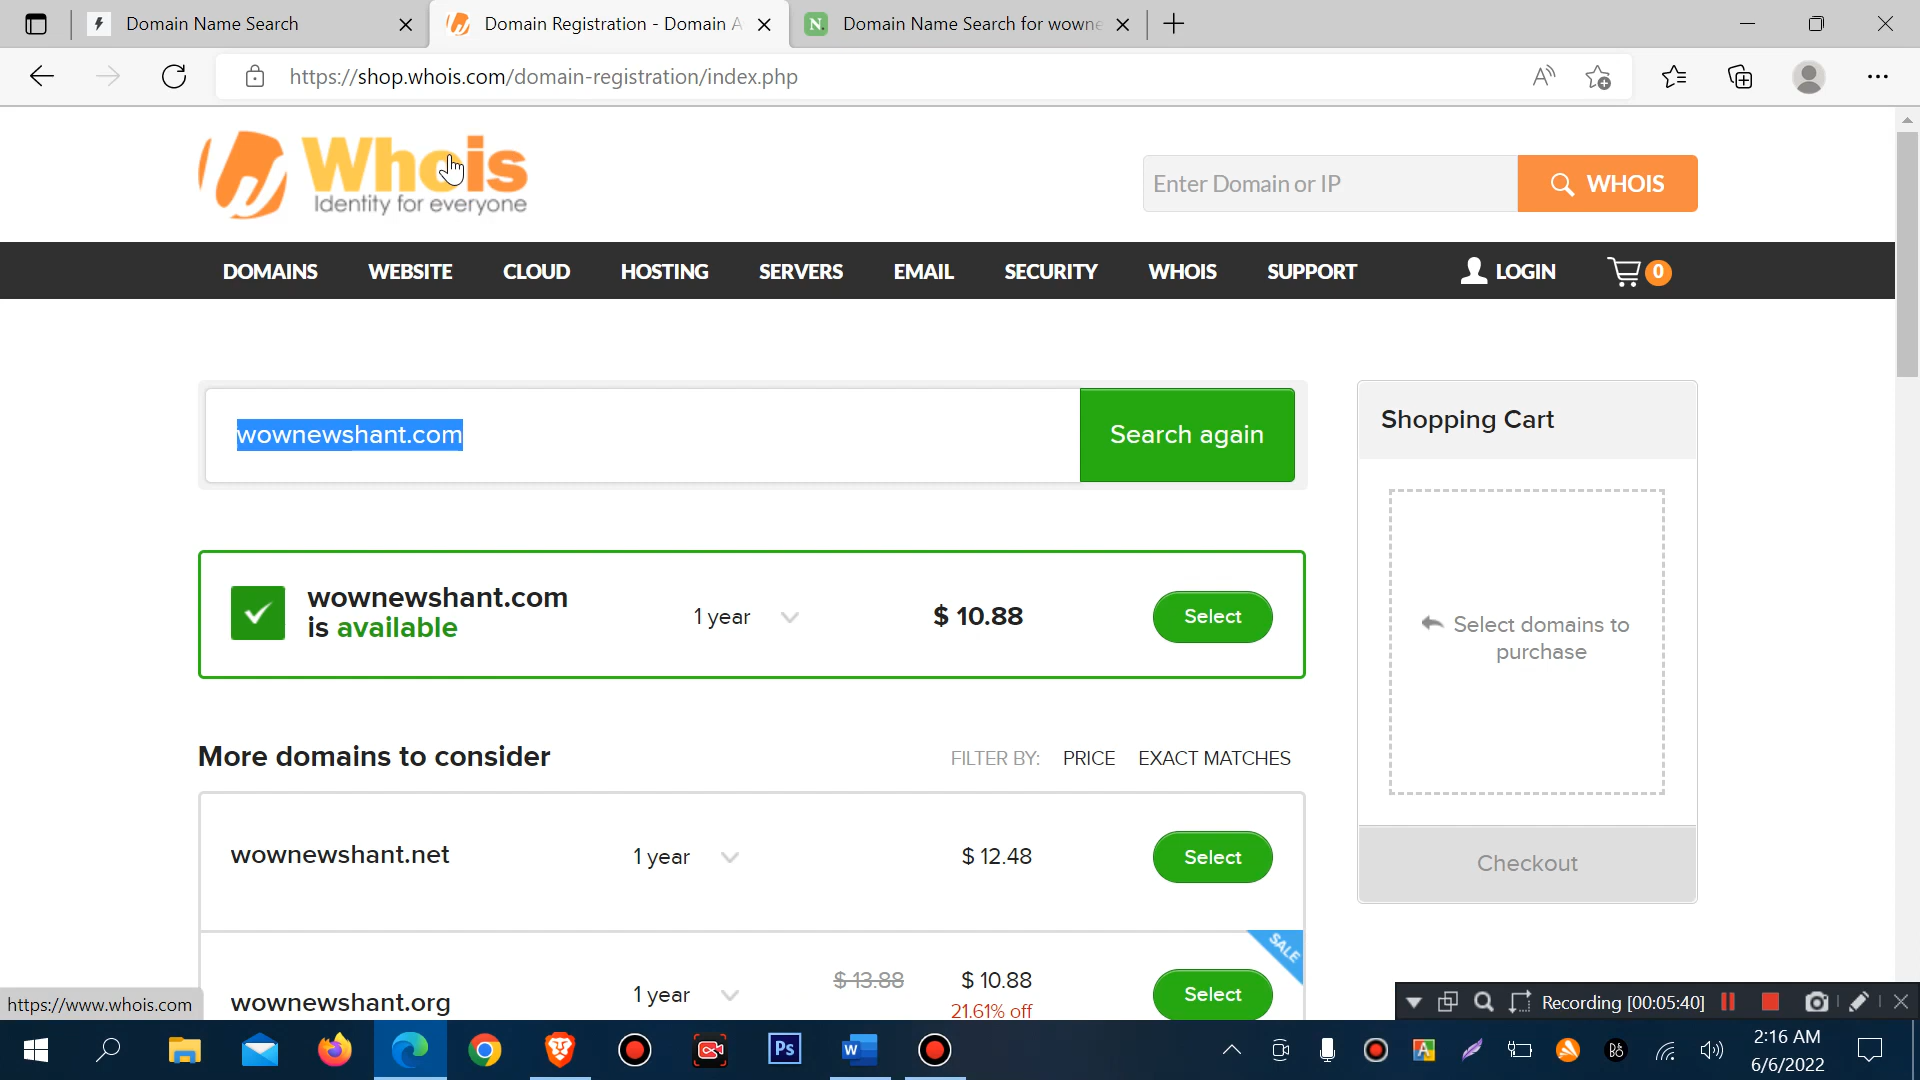 Domain Name Search
Domain Registration - Domain A
N. Domain Name Search for wowne
https://shop.whois.com/domain-registration/index.php
Whois
Identity for everyone
Enter Domain or IP
WHOIS
DOMAINS WEBSITE CLOUD HOSTING SERVERS EMAIL SECURITY WHOIS SUPPORT LOGIN 0
wownewshant.com
Search again
Shopping Cart
wownewshant.com
is available
1 year
$ 10.88
Select
Select domains to
purchase
More domains to consider
FILTER BY: PRICE EXACT MATCHES
wownewshant.net
1 year
$ 12.48
Select
Checkout
SALE
wownewshant.org
1 year
$ 13.88
$ 10.88
21.61% off
Select
https://www.whois.com
Recording [00:05:40]
Ps
W
A
2:16 AM
6/6/2022